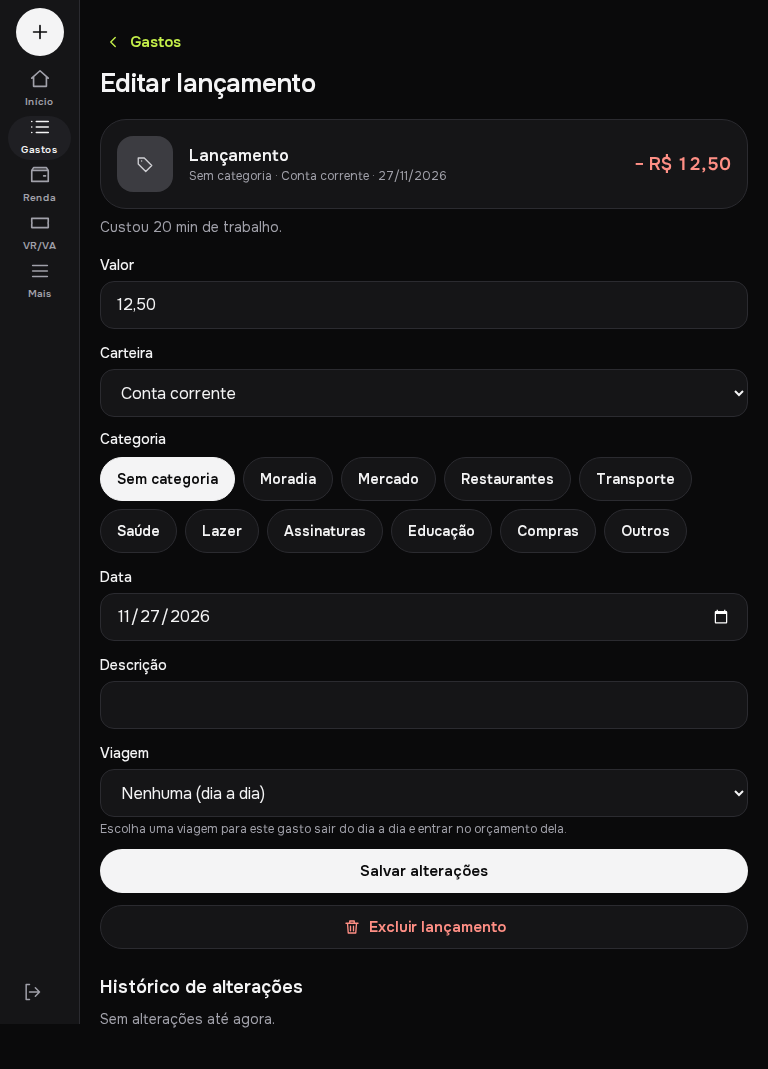 Início
Gastos
Renda
VR/VA
Mais
Gastos
Editar lançamento
Lançamento
Sem categoria · Conta corrente · 27/11/2026
− R$ 12,50
Custou 20 min de trabalho.
Valor
12,50
Carteira
Conta corrente
Categoria
Sem categoria Moradia Mercado Restaurantes Transporte
Saúde Lazer Assinaturas Educação Compras Outros
Data
11/27/2026
Descrição
Viagem
Nenhuma (dia a dia)
Escolha uma viagem para este gasto sair do dia a dia e entrar no orçamento dela.
Salvar alterações
Excluir lançamento
Histórico de alterações
Sem alterações até agora.